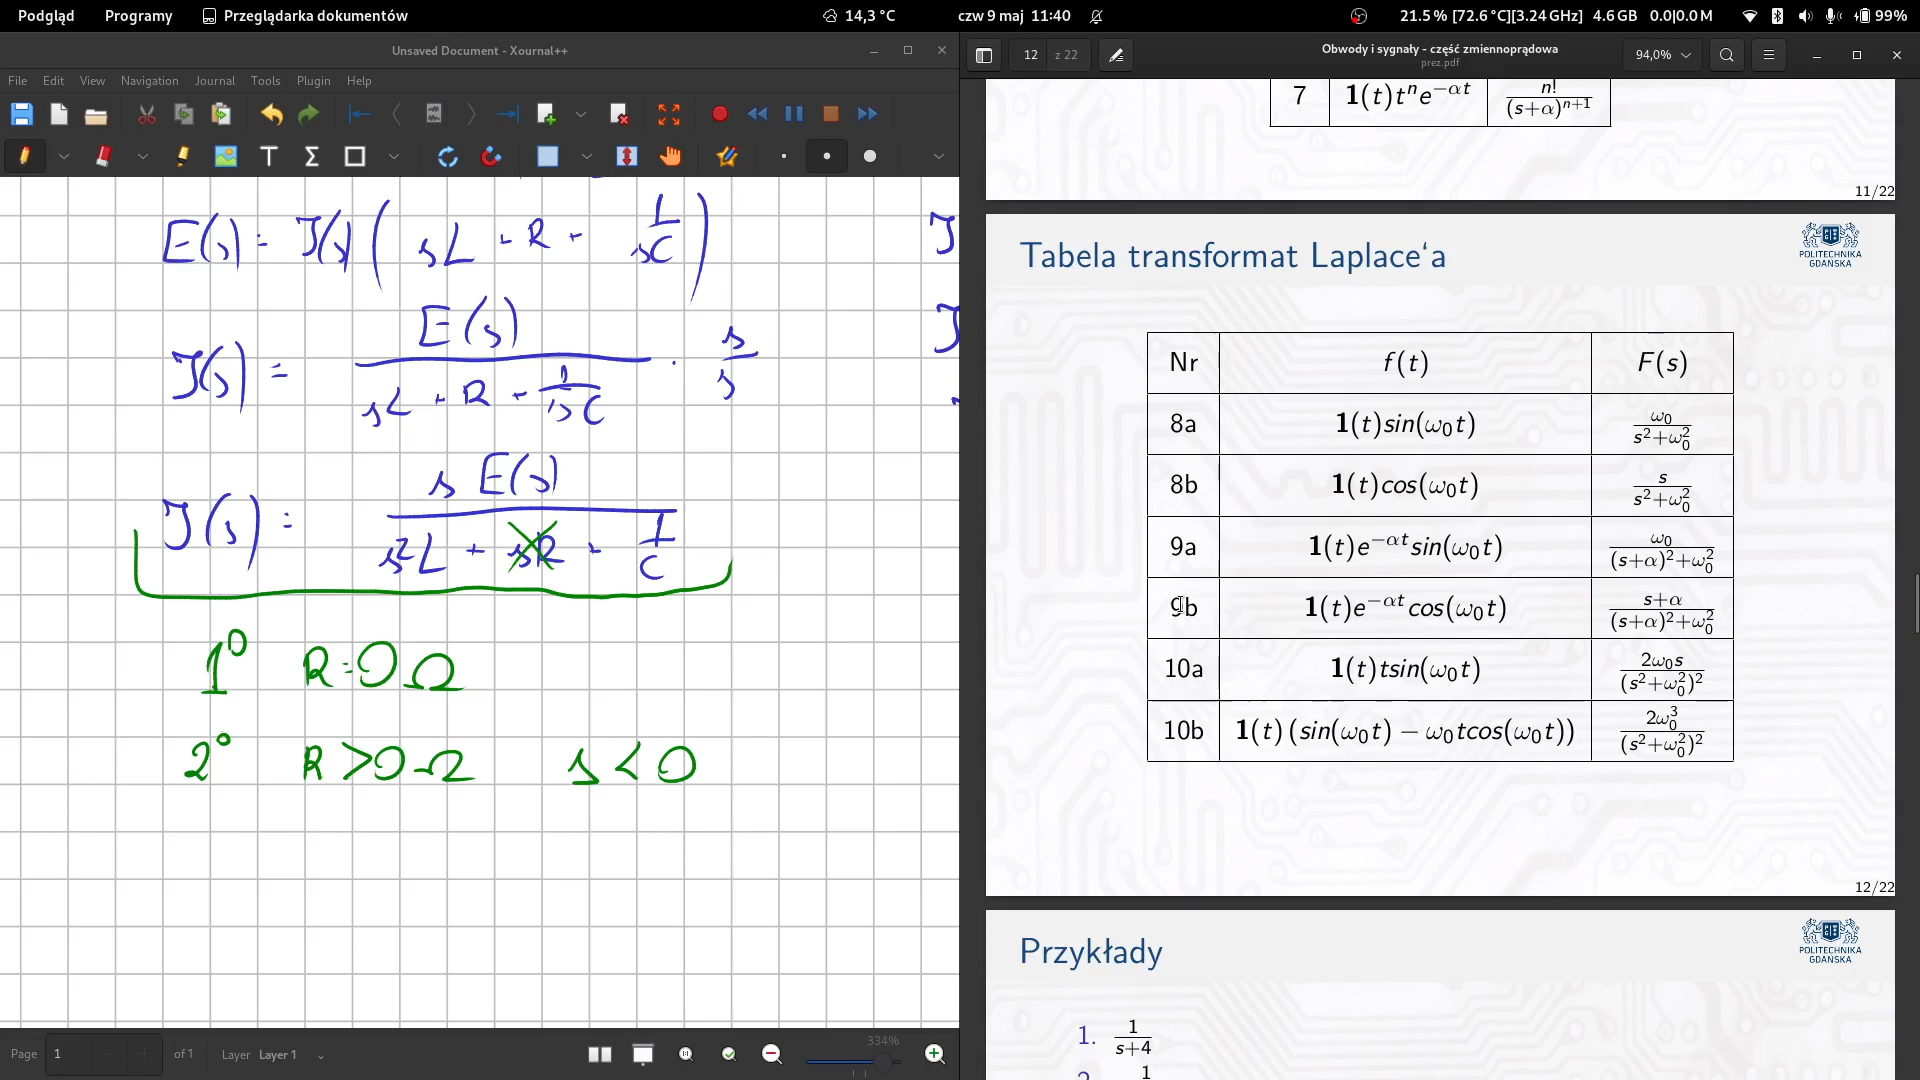 Podgląd Programy Przeglądarka dokumentów 14,3 °C czw 9 maj 11:40 21.5 % [72.6 °C][3.24 GHz] 4.6 GB 0.0|0.0 M 99%
Unsaved Document - Xournal++
File Edit View Navigation Journal Tools Plugin Help
E(s) = I(s) ( sL + R + 1/sC )
I(s) = E(s) / (sL + R + 1/sC) · s/s
I(s) = s E(s) / (s²L + sR + 1/C)
1° R=0Ω
2° R>0Ω s<0
Page 1 of 1 Layer Layer 1 334%
12 z 22 Obwody i sygnały - część zmiennoprądowa 94,0%
prez.pdf
7 1(t)tⁿe^{−αt} n!/(s+α)^{n+1}
11/22
Tabela transformat Laplace‘a
POLITECHNIKA
GDAŃSKA
Nr f(t) F(s)
8a 1(t)sin(ω₀t) ω₀/(s²+ω₀²)
8b 1(t)cos(ω₀t) s/(s²+ω₀²)
9a 1(t)e^{−αt}sin(ω₀t) ω₀/((s+α)²+ω₀²)
9b 1(t)e^{−αt}cos(ω₀t) (s+α)/((s+α)²+ω₀²)
10a 1(t)tsin(ω₀t) 2ω₀s/(s²+ω₀²)²
10b 1(t)(sin(ω₀t) − ω₀tcos(ω₀t)) 2ω₀³/(s²+ω₀²)²
12/22
Przykłady
POLITECHNIKA
GDAŃSKA
1. 1/(s+4)